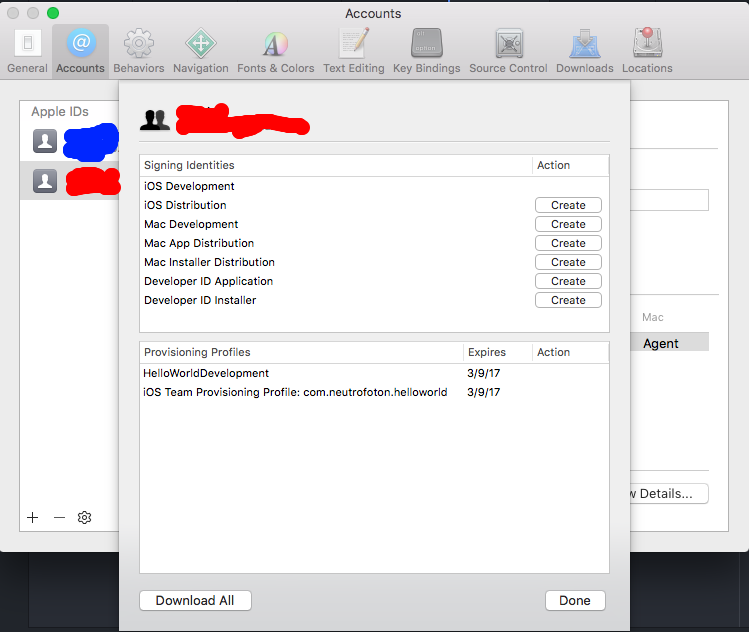 Accounts
General Accounts Behaviors Navigation Fonts & Colors Text Editing Key Bindings Source Control Downloads Locations
Apple IDs
Signing Identities Action
iOS Development
iOS Distribution Create
Mac Development Create
Mac App Distribution Create
Mac Installer Distribution Create
Developer ID Application Create
Developer ID Installer Create
Mac
Agent
Provisioning Profiles Expires Action
HelloWorldDevelopment 3/9/17
iOS Team Provisioning Profile: com.neutrofoton.helloworld 3/9/17
Details...
Download All Done